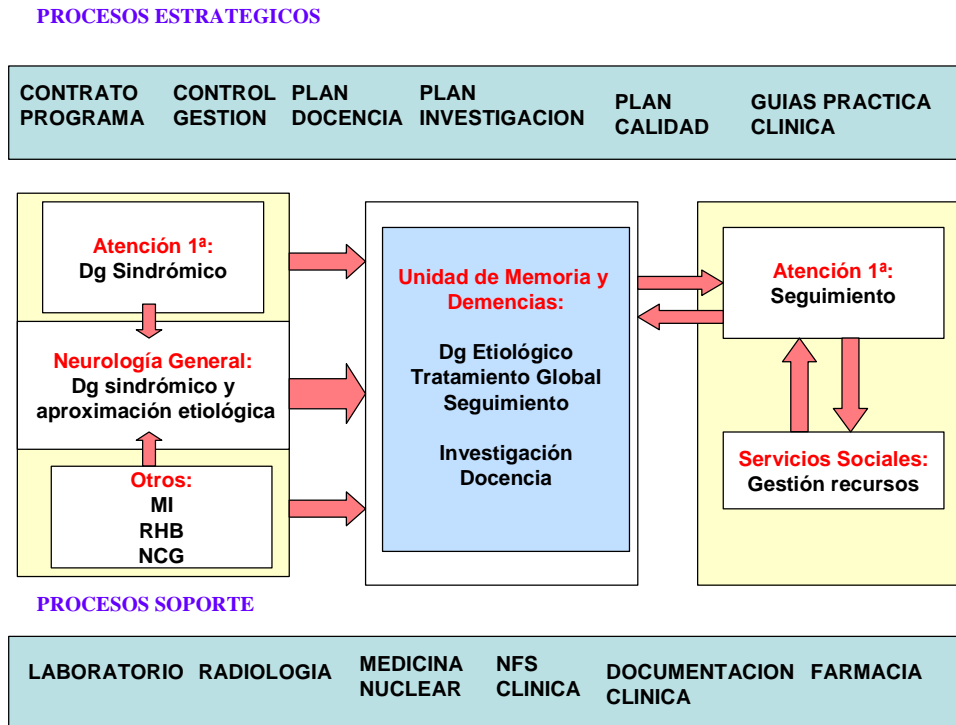 PROCESOS ESTRATEGICOS
CONTRATO PROGRAMA
CONTROL GESTION
PLAN DOCENCIA
PLAN INVESTIGACION
PLAN CALIDAD
GUIAS PRACTICA CLINICA
Atención 1ª:
Dg Sindrómico
Neurología General:
Dg sindrómico y
aproximación etiológica
Otros:
MI
RHB
NCG
Unidad de Memoria y
Demencias:
Dg Etiológico
Tratamiento Global
Seguimiento
Investigación
Docencia
Atención 1ª:
Seguimiento
Servicios Sociales:
Gestión recursos
PROCESOS SOPORTE
LABORATORIO
RADIOLOGIA
MEDICINA NUCLEAR
NFS CLINICA
DOCUMENTACION CLINICA
FARMACIA